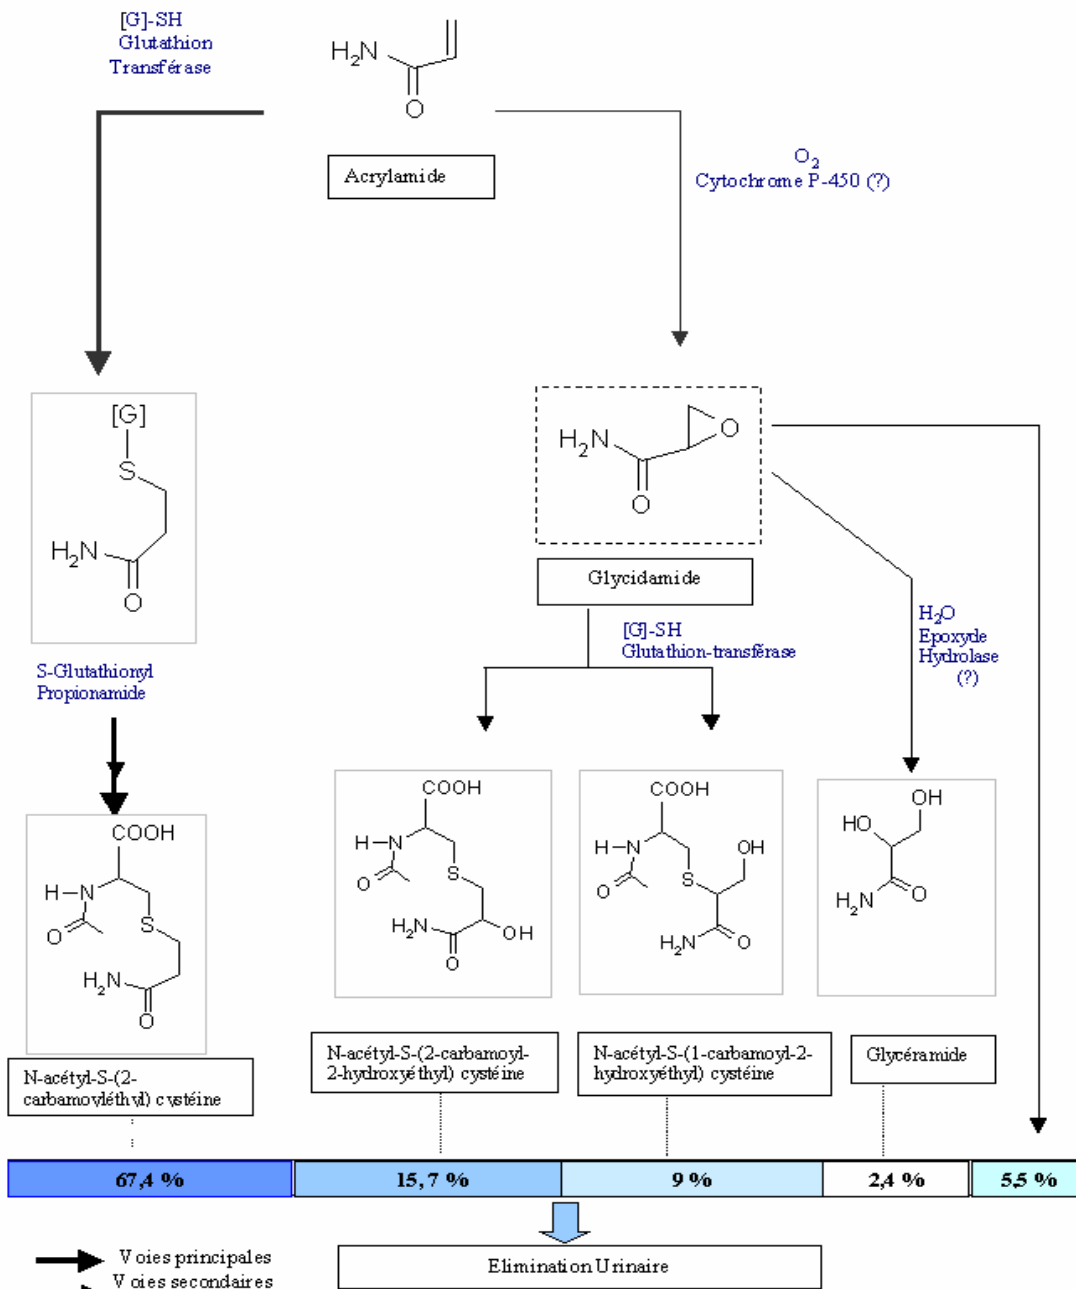 [G]-SH
Glutathion
Transférase
H2N
O
Acrylamide
O2
Cytochrome P-450 (?)
[G]
S
H2N
O
S-Glutathionyl
Propionamide
H2N
O
O
Glycidamide
[G]-SH
Glutathion-transférase
H2O
Epoxyde
Hydrolase
(?)
COOH
H-N
O
S
H2N
O
N-acétyl-S-(2-
carbamoyléthyl) cystéine
COOH
H-N
O
S
H2N
OH
O
N-acétyl-S-(2-carbamoyl-
2-hydroxyéthyl) cystéine
COOH
H-N
O
OH
S
H2N
O
N-acétyl-S-(1-carbamoyl-2-
hydroxyéthyl) cystéine
OH
HO
O
H2N
Glycéramide
67,4 %
15,7 %
9 %
2,4 %
5,5 %
Elimination Urinaire
Voies principales
Voies secondaires